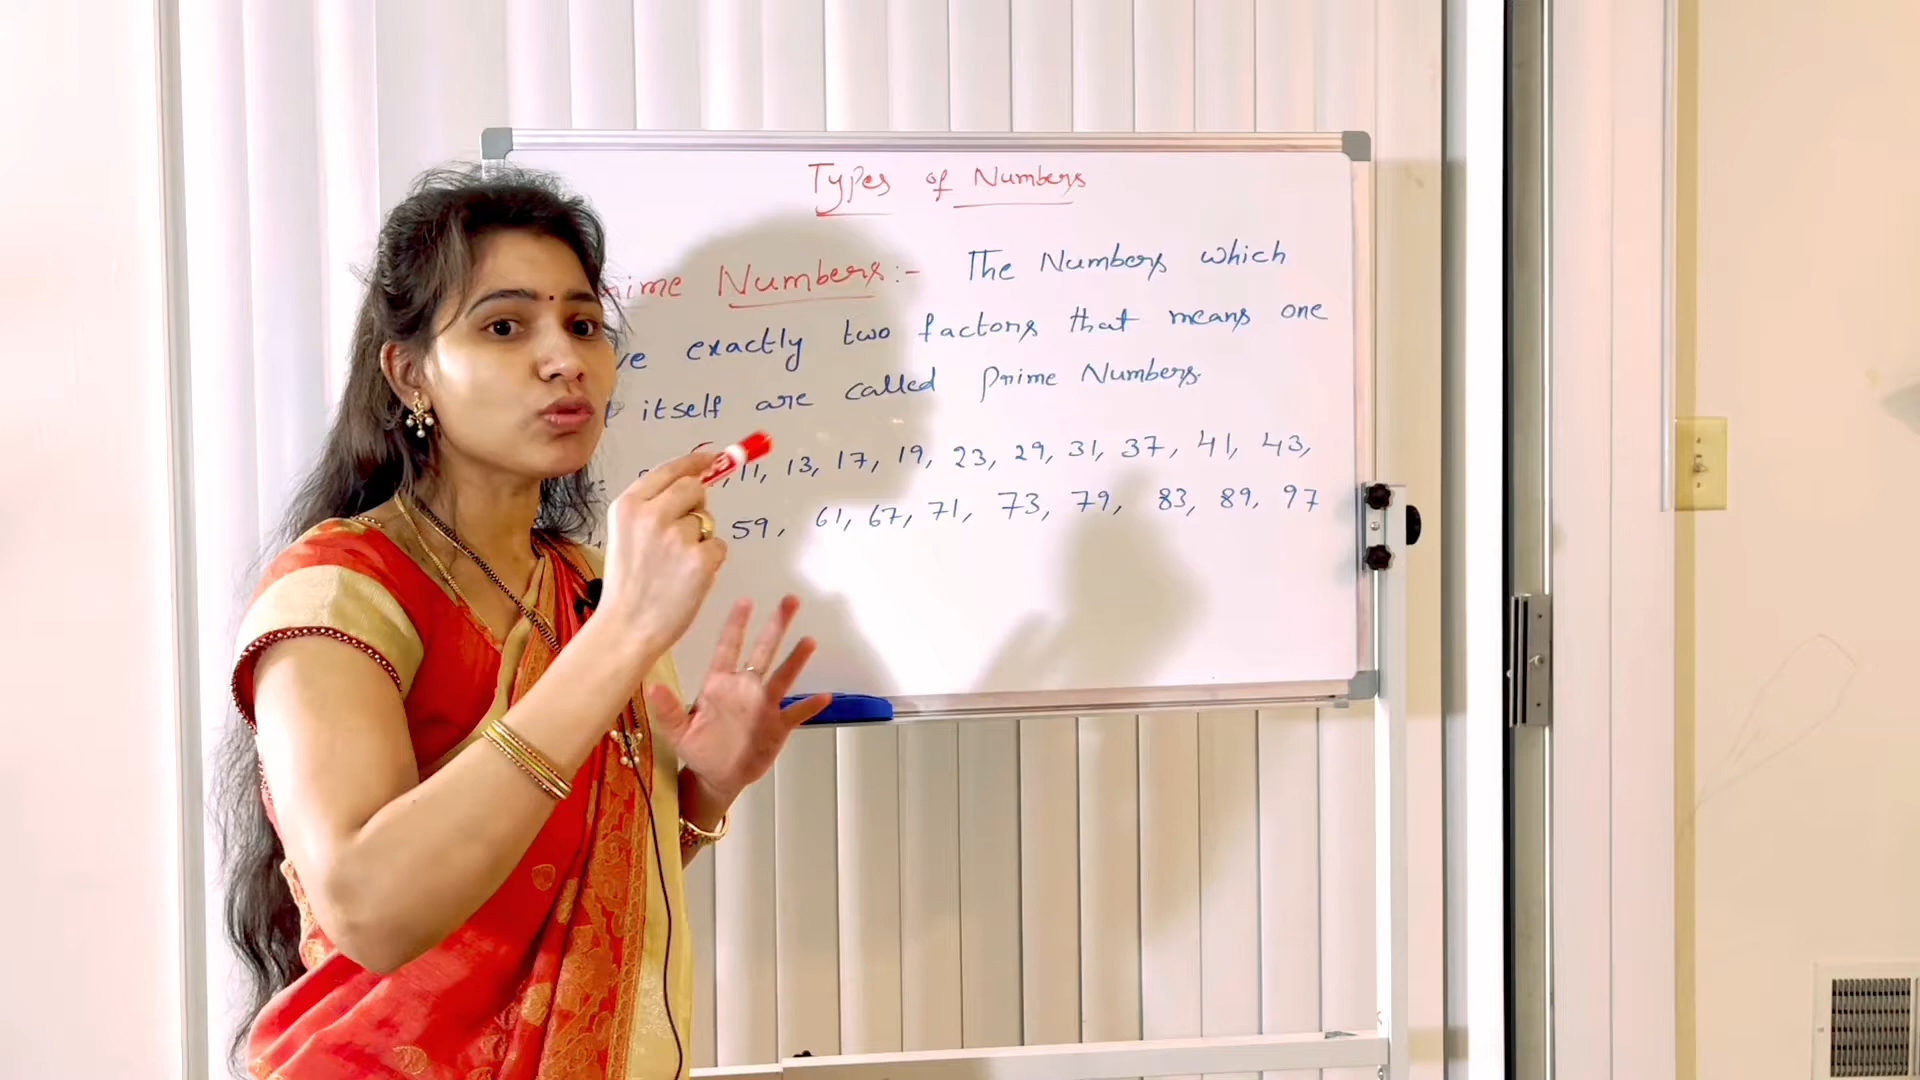 Types of Numbers
Numbers:- The Numbers which
exactly two factors that means one
itself are called prime Numbers.
11, 13, 17, 19, 23, 29, 31, 37, 41, 43,
59, 61, 67, 71, 73, 79, 83, 89, 97